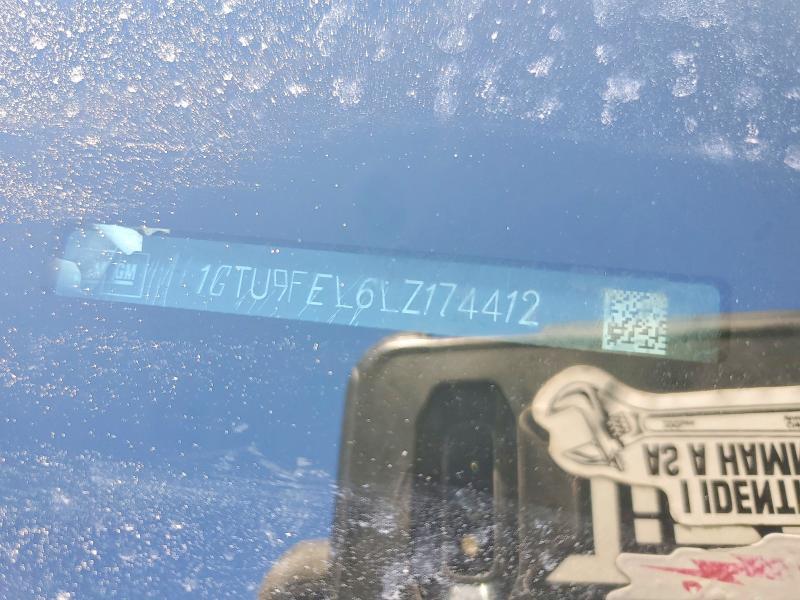 GM
1GTU9FEL6LZ174412
AS A HAMM
I IDENTI